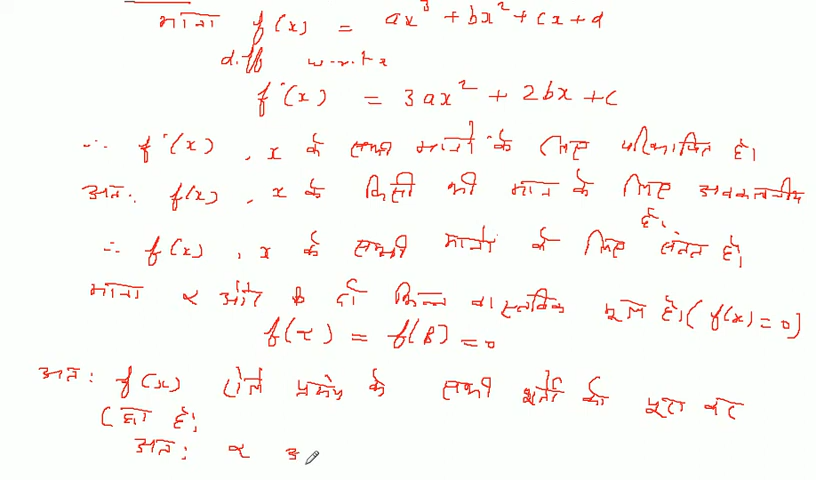 माना f(x) = ax³ + bx² + cx + d
diff w.r.t x
f'(x) = 3ax² + 2bx + c
∴ f'(x), x के सभी मानों के लिए परिभाषित है।
अतः f(x), x के किसी भी मान के लिए अवकलनीय है।
∴ f(x), x के सभी मानों के लिए संतत है।
माना α और β दो भिन्न वास्तविक मूल है। (f(x) = 0)
f(α) = f(β) = 0
अतः f(x) रोले प्रमेय के सभी शर्तों को पूरा कर
रहा है।
अतः α